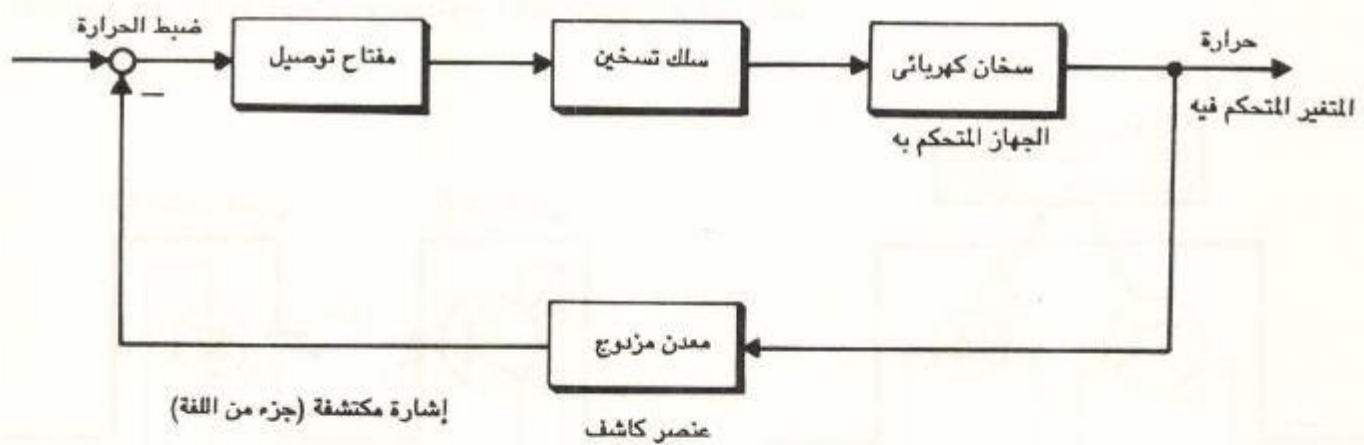 ضبط الحرارة
مفتاح توصيل
سلك تسخين
سخان كهربائى
الجهاز المتحكم به
حرارة
المتغير المتحكم فيه
معدن مزدوج
عنصر كاشف
إشارة مكتشفة (جزء من اللفة)